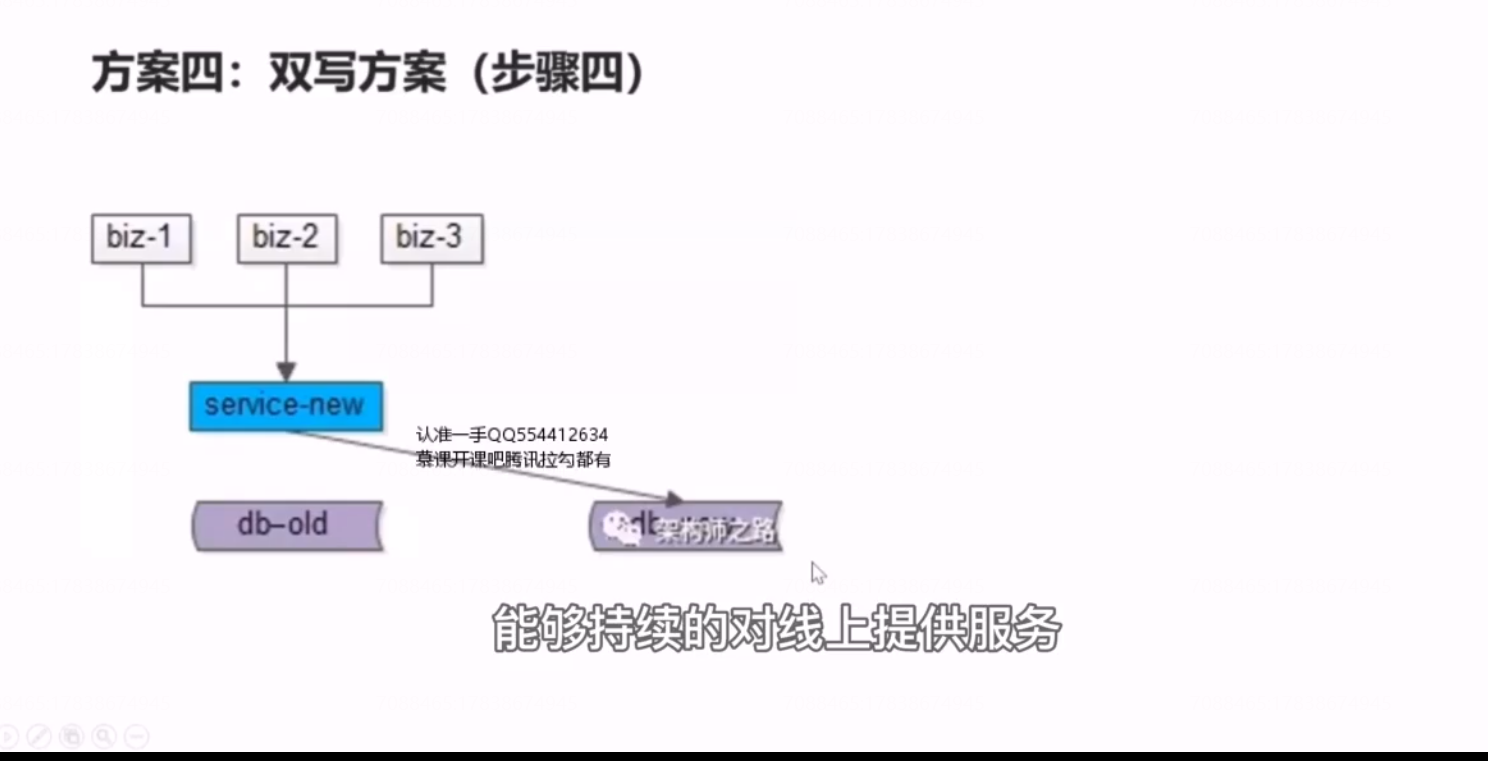 方案四：双写方案（步骤四）
biz-1
biz-2
biz-3
service-new
认准一手QQ554412634
慕课开课吧腾讯拉勾都有
db-old
架构师之路
能够持续的对线上提供服务